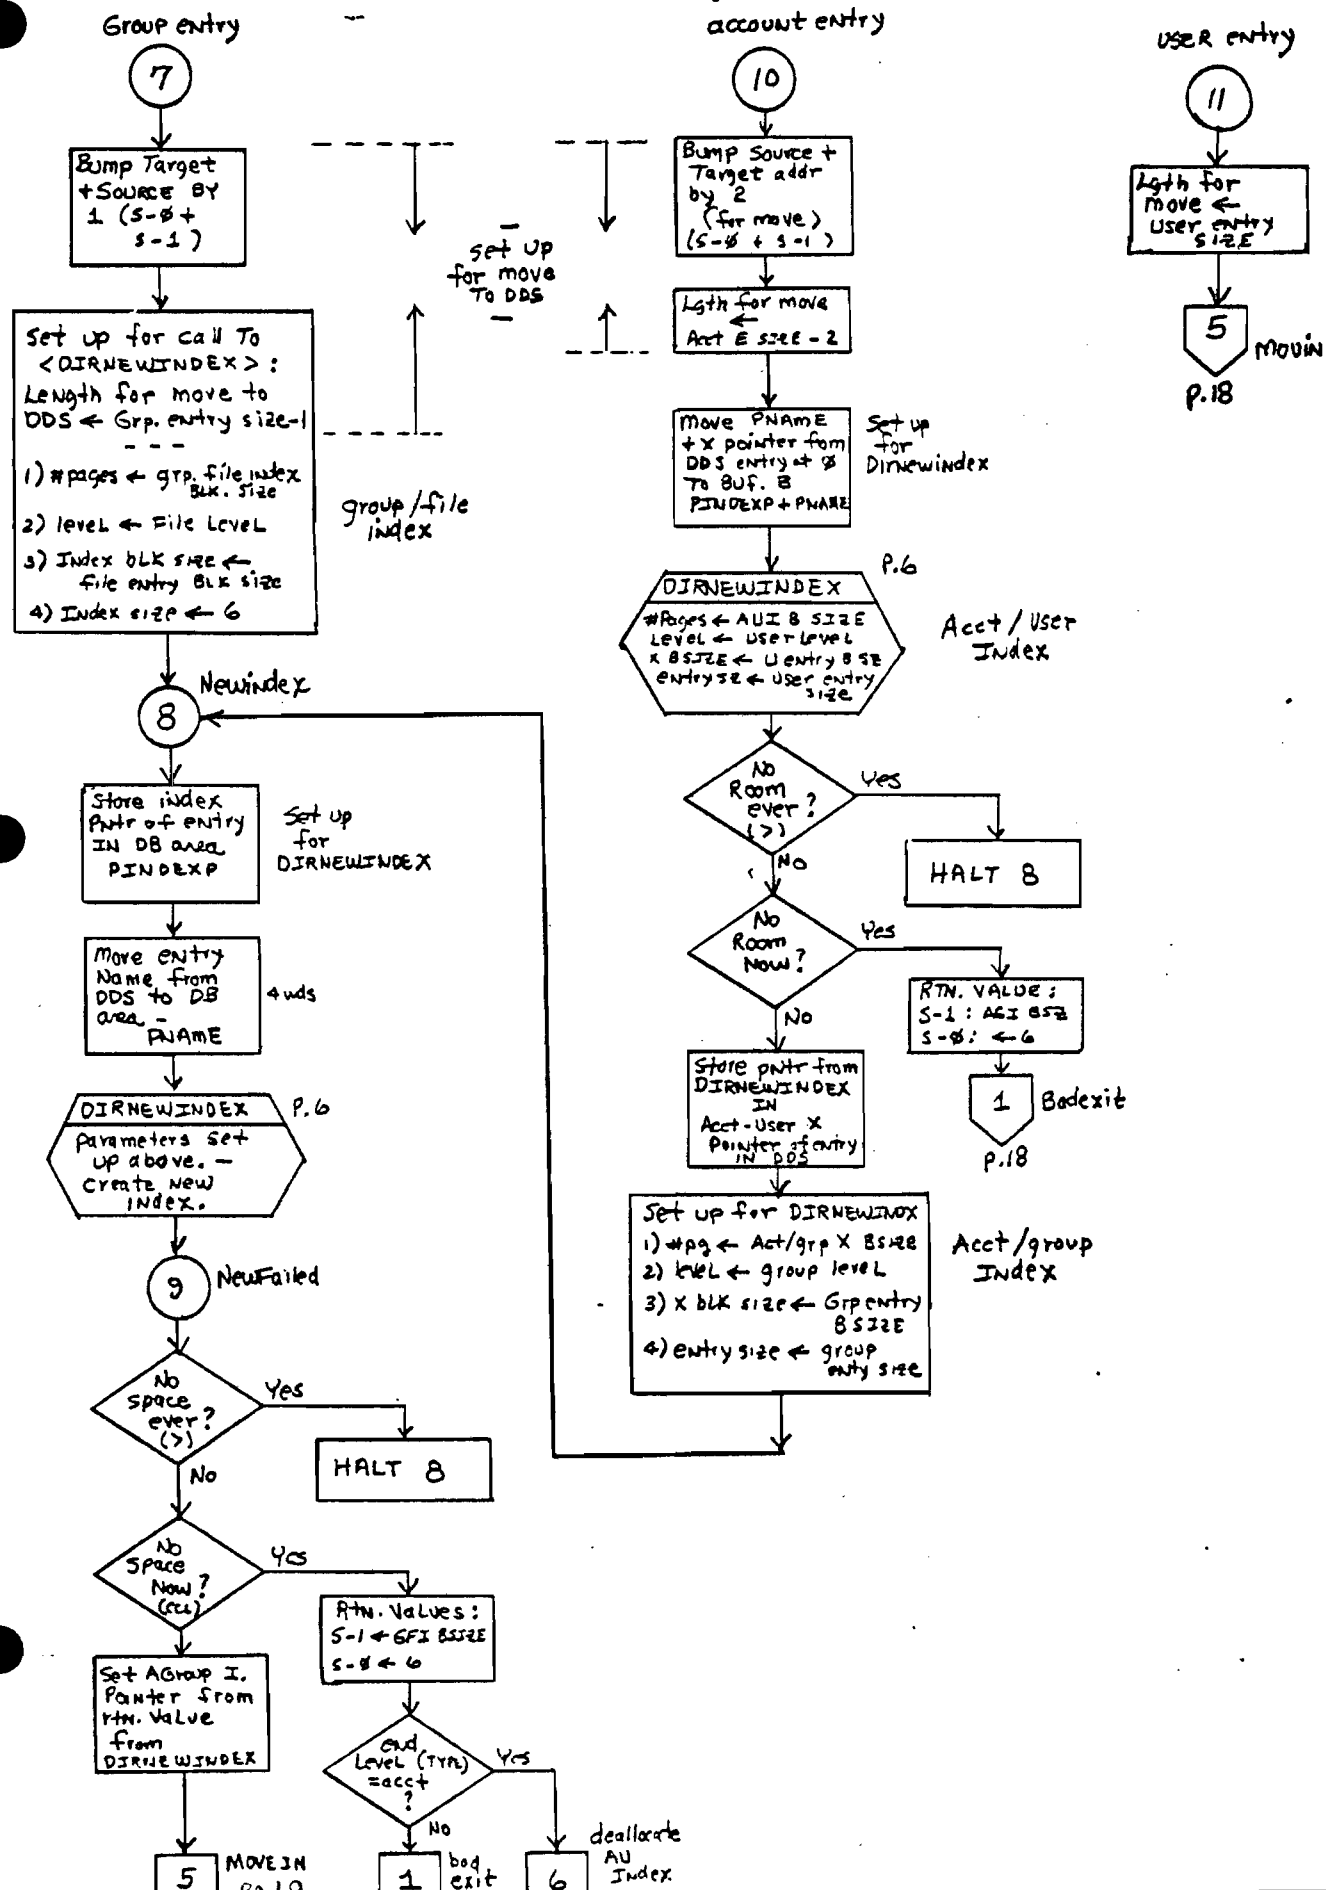 Group entry
7
Bump Target
+ SOURCE BY
1 (S-Ø +
S-1)
Set up for call To
<DIRNEWINDEX>:
Length for move to
DDS ← Grp. entry size-1
1) #pages ← grp. file index
BLK. Size
2) level ← File Level
3) Index bLK size ←
file entry BLK size
4) Index size ← 6
group/file
index
set up
for move
To DDS
8
Newindex
Store index
Pntr of entry
IN DB area
PINDEXP
Set up
for
DIRNEWINDEX
Move entry
Name from
DDS to DB
area -
PNAME
4 wds
DIRNEWINDEX
P.6
parameters set
up above. -
create New
index.
9
NewFailed
No
space
ever?
(>)
Yes
HALT 8
No
No
Space
Now?
(CCL)
Yes
Rtn. Values:
S-1 ← GFI BSIZE
S-Ø ← 6
Set AGroup I.
Pointer from
rtn. Value
from
DIRNEWINDEX
end
Level (TYPE)
=acct
?
Yes
No
5
MOVEIN
1
bad
exit
6
deallocate
AU
Index
account entry
10
Bump Source +
Target addr
by 2
(for move)
(S-Ø + S-1)
Lgth for move
←
Acct E size - 2
move PNAME
+ X pointer fom
DDS entry at Ø
To BUF. B
PINDEXP + PNAME
Set up
for
Dirnewindex
DIRNEWINDEX
P.6
#Pages ← AUI B SIZE
Level ← User Level
X BSIZE ← U entry B SZ
entry sz ← User entry
size
Acct/User
Index
No
Room
ever?
(>)
Yes
HALT 8
No
No
Room
Now?
Yes
RTN. VALUE:
S-1: AGI BSZ
S-Ø: ← 6
1
Badexit
p.18
No
Store pntr from
DIRNEWINDEX
IN
Acct-User X
Pointer of entry
IN DDS
Set up for DIRNEWINDX
1) #pg ← Act/grp X BSIZE
2) level ← group level
3) X blk size ← Grp entry
BSIZE
4) entry size ← group
enty size
Acct/group
Index
USER entry
11
Lgth for
move ←
User entry
SIZE
5
MOVIN
p.18